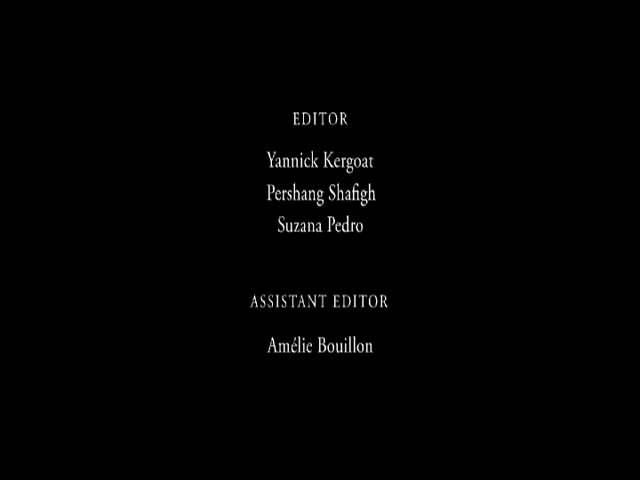 EDITOR
Yannick Kergoat
Pershang Shafigh
Suzana Pedro
ASSISTANT EDITOR
Amélie Bouillon